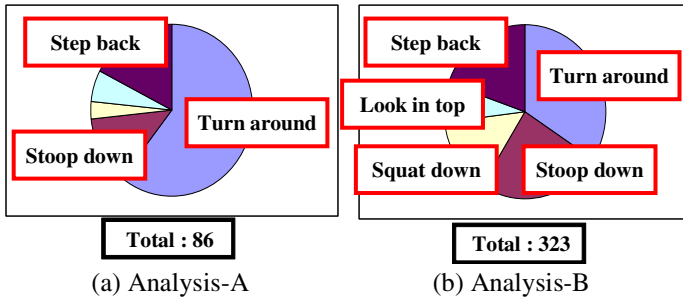 Step back
Turn around
Stoop down
Total : 86
(a) Analysis-A
Step back
Turn around
Look in top
Squat down
Stoop down
Total : 323
(b) Analysis-B